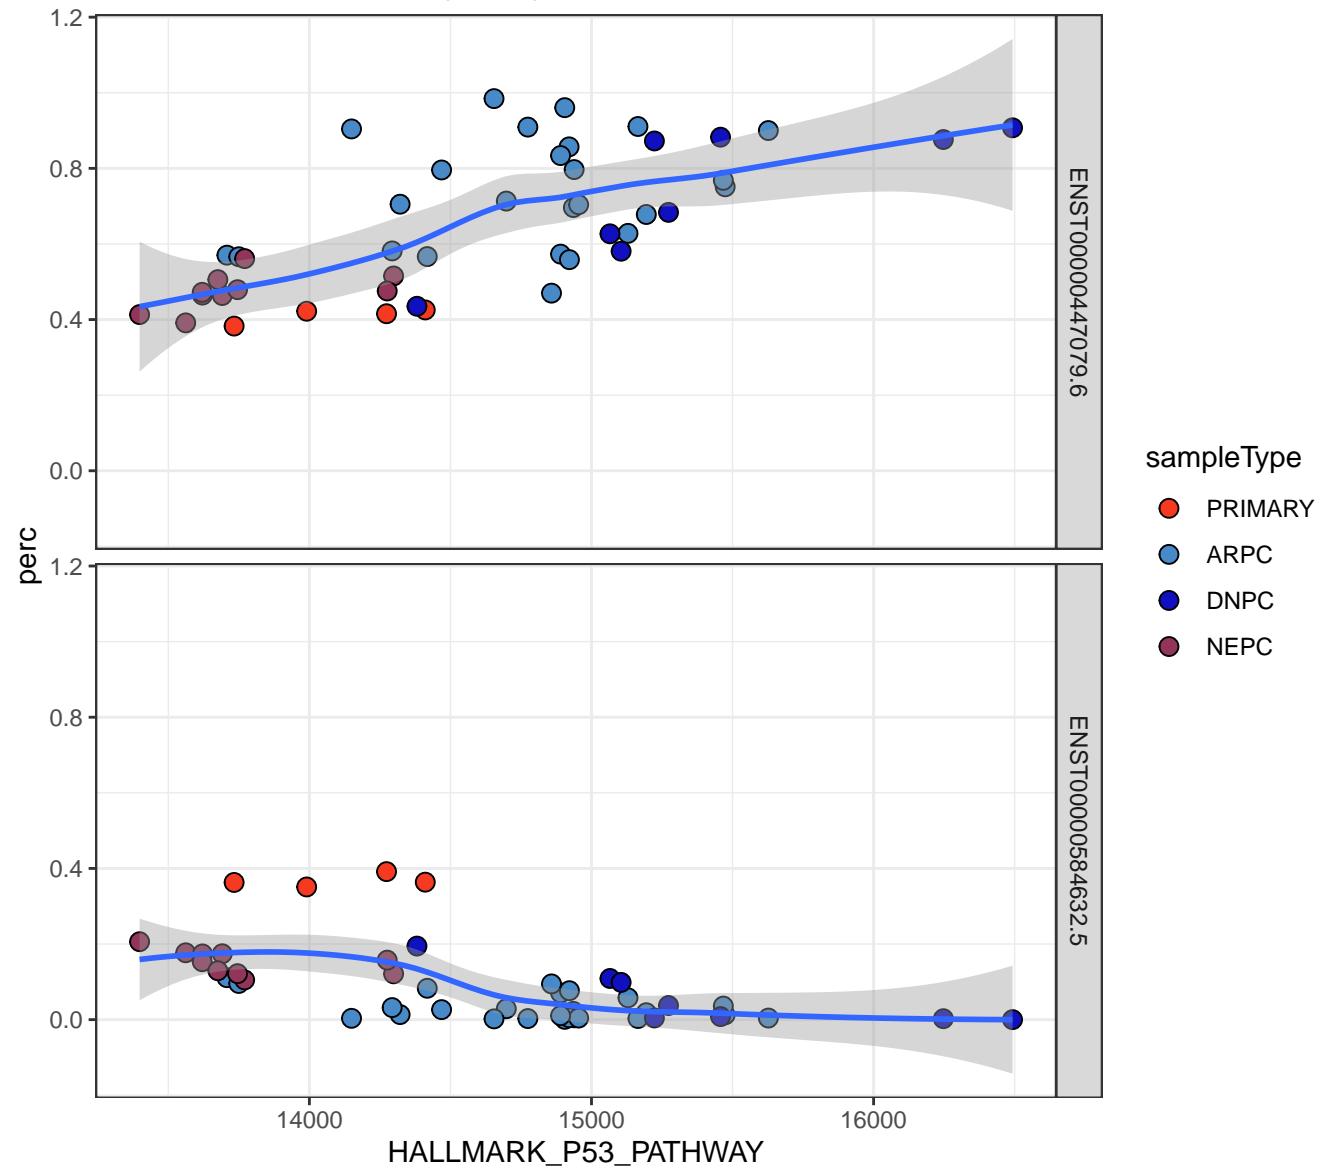 1.2
0.8
0.4
0.0
ENST00000447079.6
1.2
0.8
0.4
0.0
ENST00000584632.5
14000
15000
16000
HALLMARK_P53_PATHWAY
perc
sampleType
PRIMARY
ARPC
DNPC
NEPC